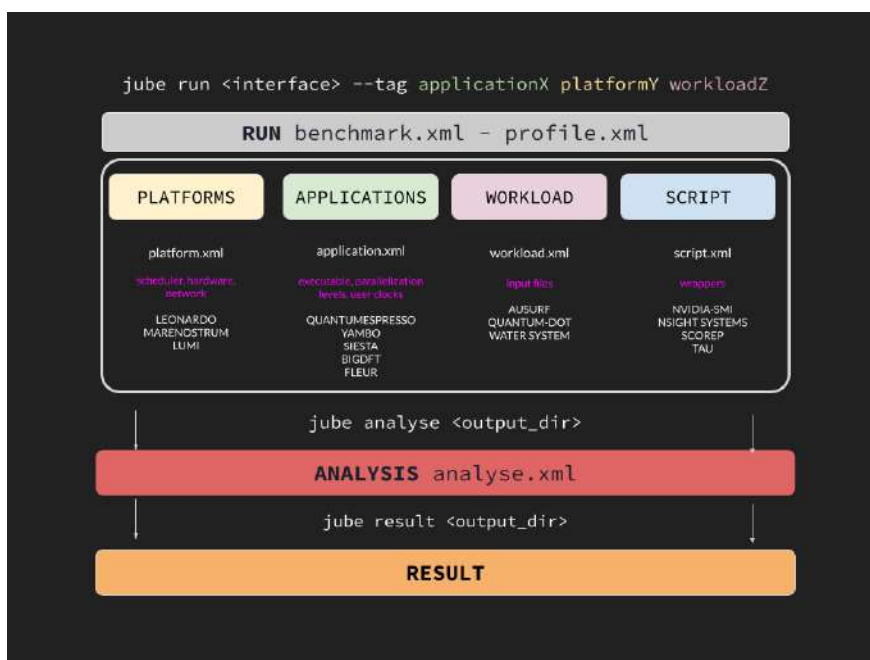 jube run <interface> --tag applicationX platformY workloadZ
RUN benchmark.xml - profile.xml
PLATFORMS
platform.xml
scheduler, hardware,
network
LEONARDO
MARENOSTRUM
LUMI
APPLICATIONS
application.xml
executable, parallelization
levels, user clocks
QUANTUMESPRESSO
YAMBO
SIESTA
BIGDFT
FLEUR
WORKLOAD
workload.xml
input files
AUSURF
QUANTUM-DOT
WATER SYSTEM
SCRIPT
script.xml
wrappers
NVIDIA-SMI
NSIGHT SYSTEMS
SCOREP
TAU
jube analyse <output_dir>
ANALYSIS analyse.xml
jube result <output_dir>
RESULT